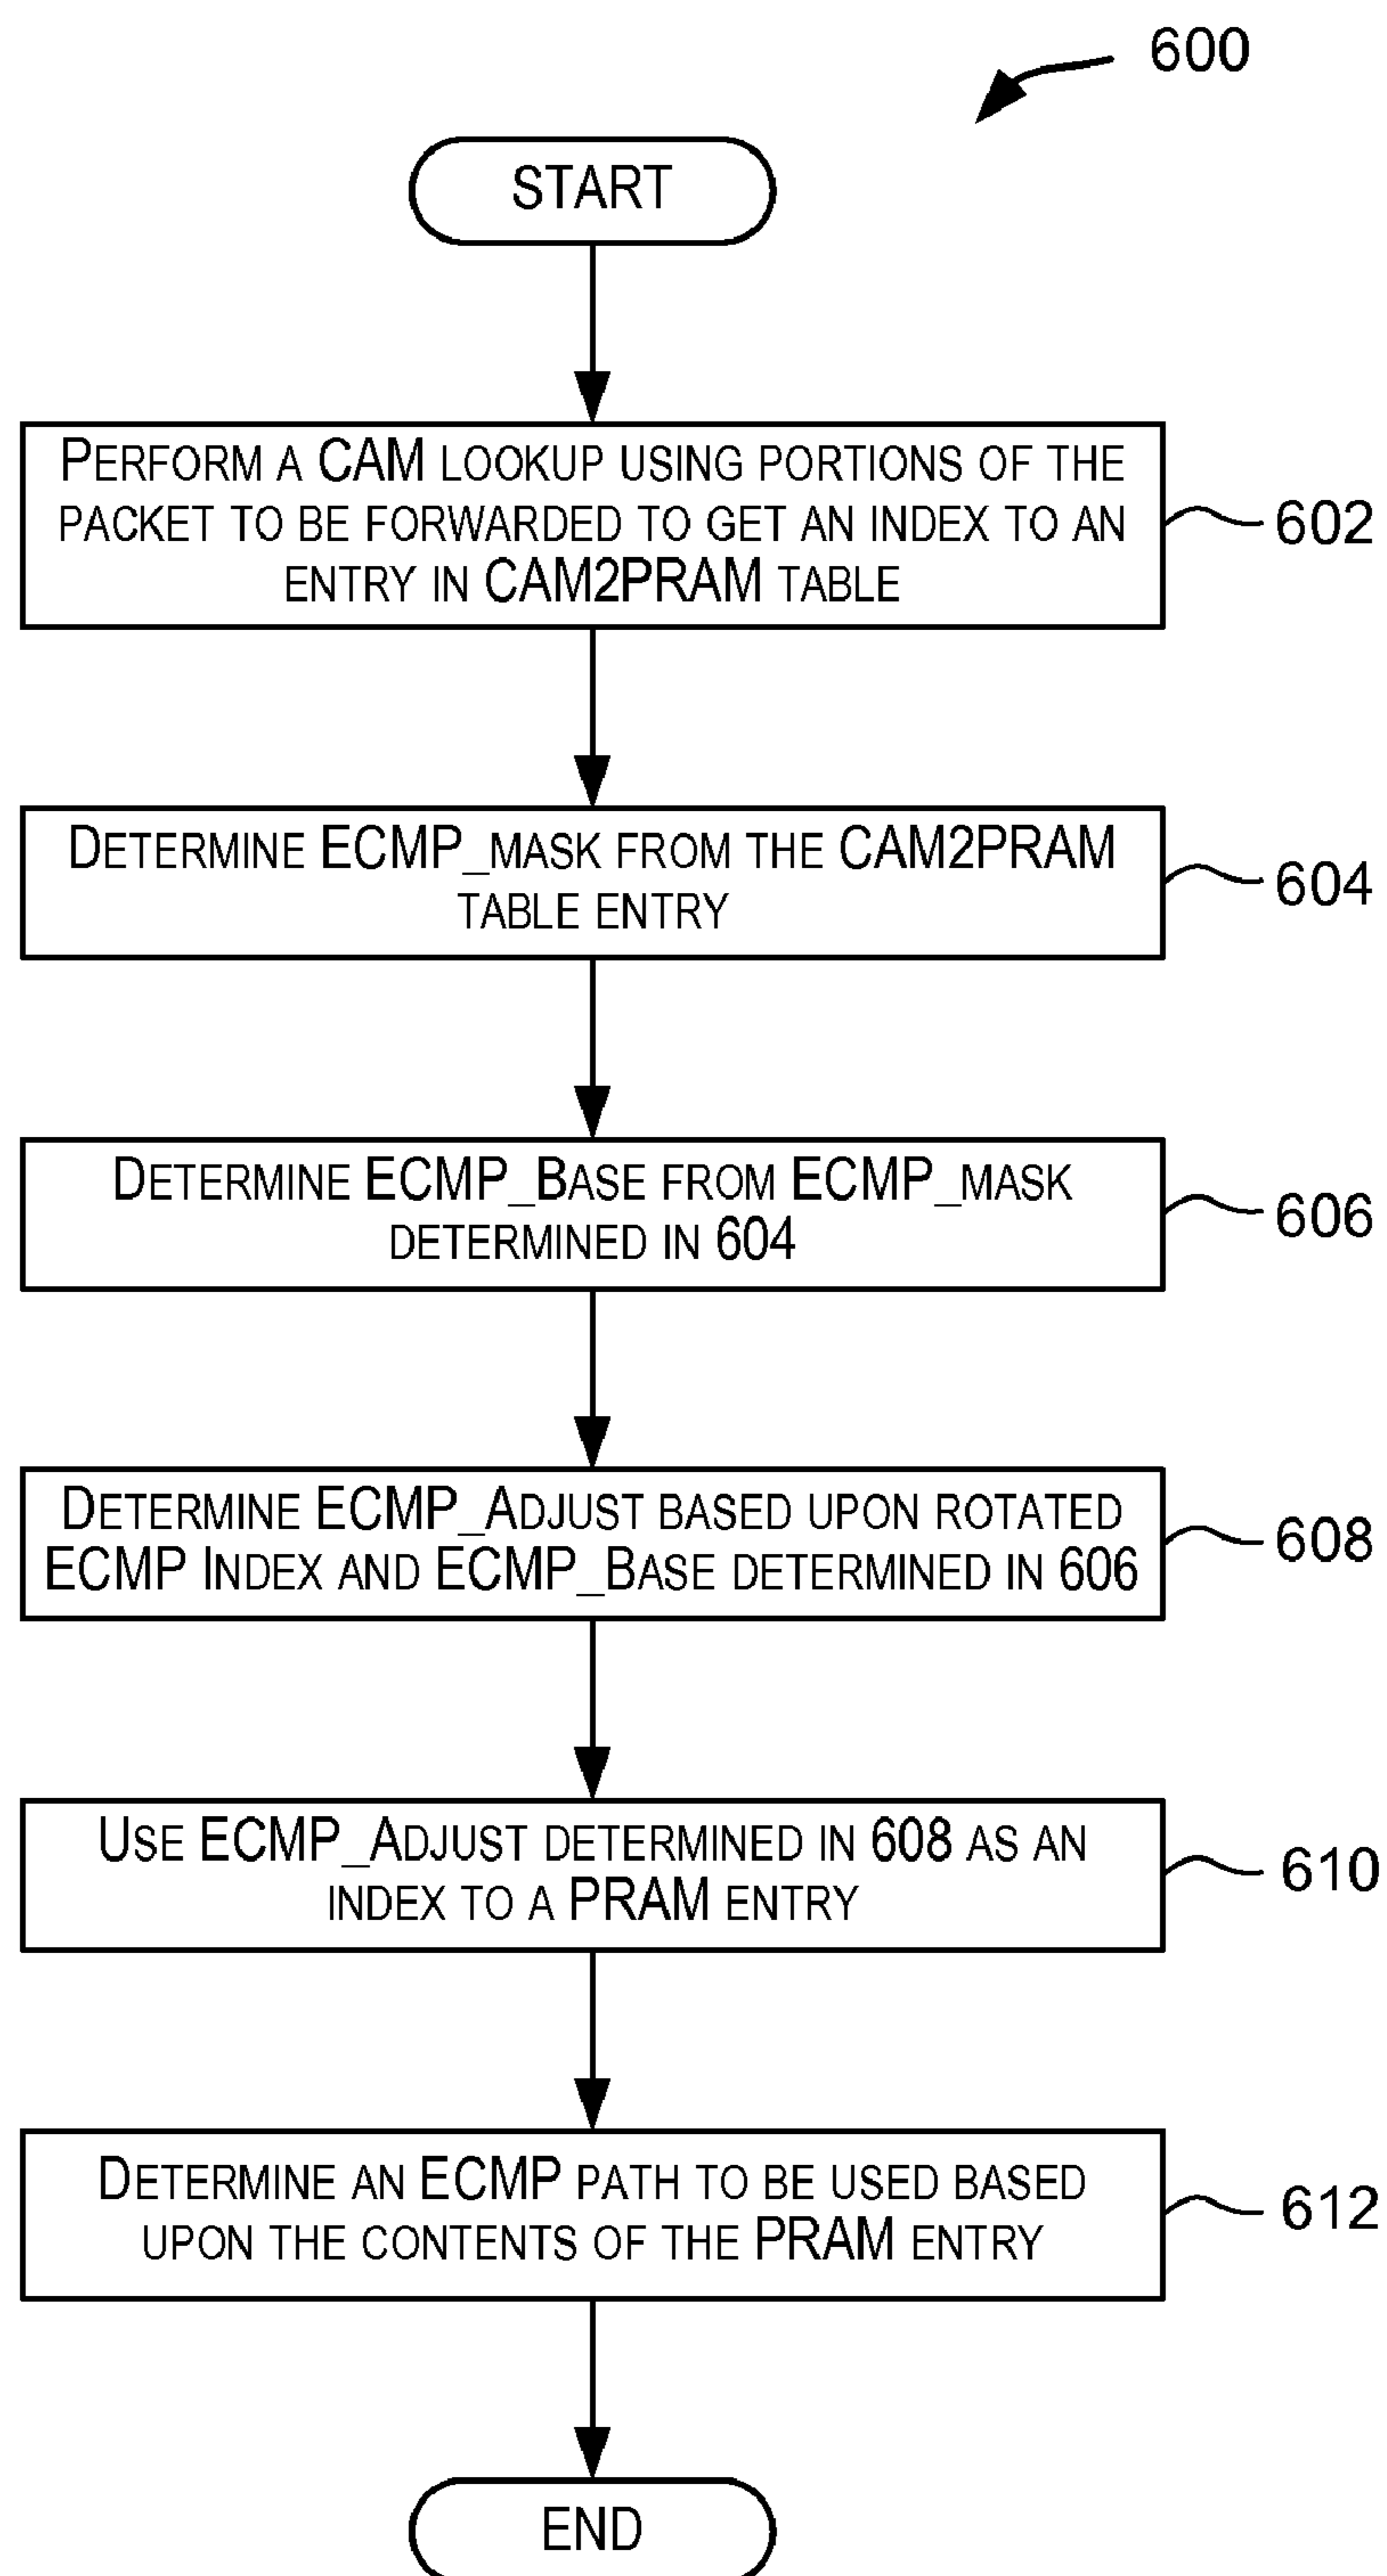 600
START
PERFORM A CAM LOOKUP USING PORTIONS OF THE
PACKET TO BE FORWARDED TO GET AN INDEX TO AN
ENTRY IN CAM2PRAM TABLE
602
DETERMINE ECMP_MASK FROM THE CAM2PRAM
TABLE ENTRY
604
DETERMINE ECMP_BASE FROM ECMP_MASK
DETERMINED IN 604
606
DETERMINE ECMP_ADJUST BASED UPON ROTATED
ECMP INDEX AND ECMP_BASE DETERMINED IN 606
608
USE ECMP_ADJUST DETERMINED IN 608 AS AN
INDEX TO A PRAM ENTRY
610
DETERMINE AN ECMP PATH TO BE USED BASED
UPON THE CONTENTS OF THE PRAM ENTRY
612
END